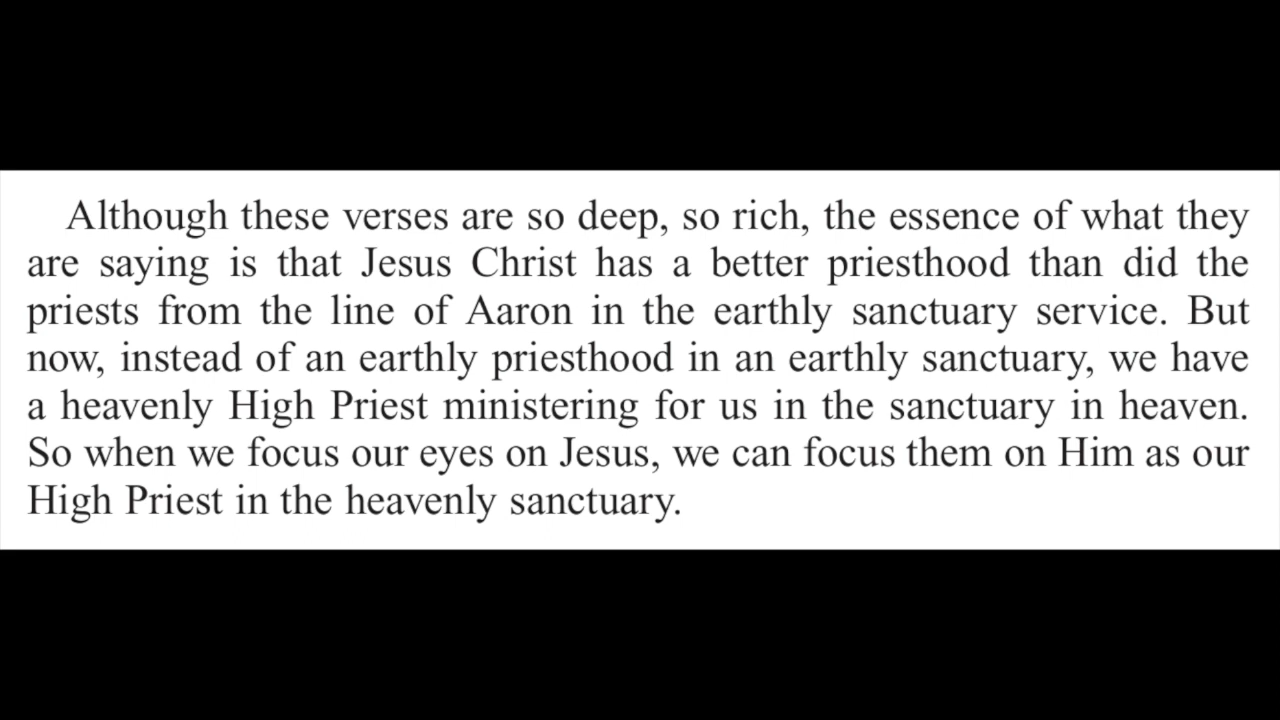 Although these verses are so deep, so rich, the essence of what they
are saying is that Jesus Christ has a better priesthood than did the
priests from the line of Aaron in the earthly sanctuary service. But
now, instead of an earthly priesthood in an earthly sanctuary, we have
a heavenly High Priest ministering for us in the sanctuary in heaven.
So when we focus our eyes on Jesus, we can focus them on Him as our
High Priest in the heavenly sanctuary.